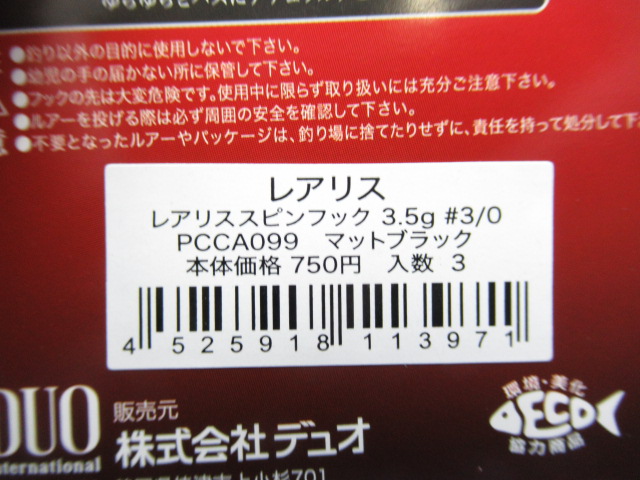 ●釣り以外の目的に使用しないで下さい。
●幼児の手の届かない所に保管して下さい。
●フックの先は大変危険です。使用中に限らず取り扱いには充分ご注意下さい。
●ルアーを投げる際は必ず周囲の安全を確認して下さい。
●不要となったルアーやパッケージは、釣り場に捨てたりせずに、責任を持って処分して下
レアリス
レアリススピンフック 3.5g #3/0
PCCA099 マットブラック
本体価格 750円 入数 3
4 525918 113971
DUO
International
販売元
株式会社デュオ
環境・美化
ECO
協力商品